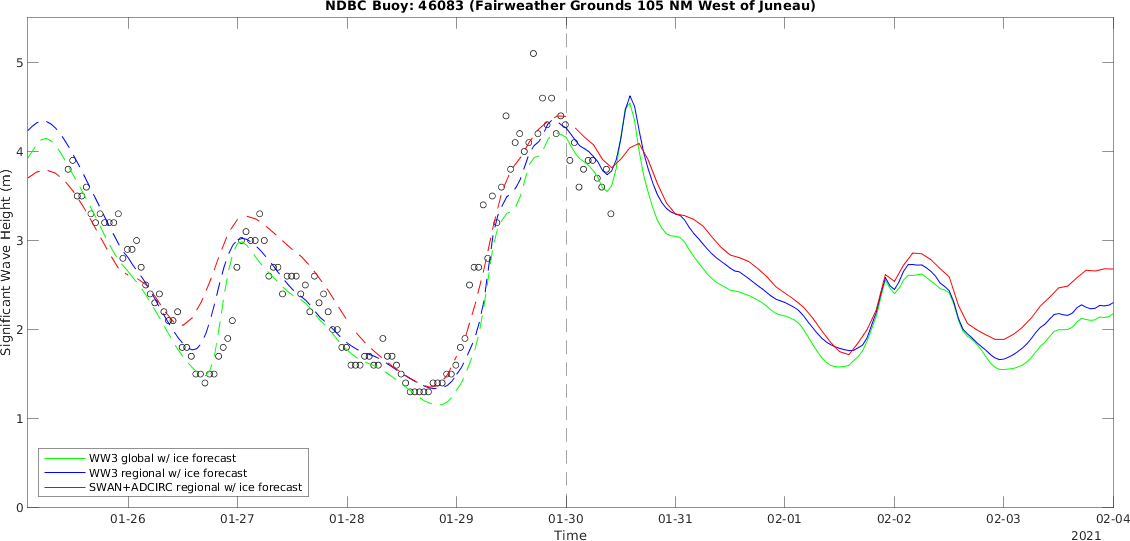 NDBC Buoy: 46083 (Fairweather Grounds 105 NM West of Juneau)
Significant Wave Height (m)
5
4
3
2
1
0
WW3 global w/ ice forecast
WW3 regional w/ ice forecast
SWAN+ADCIRC regional w/ ice forecast
01-26 01-27 01-28 01-29 01-30 01-31 02-01 02-02 02-03 02-04
Time
2021